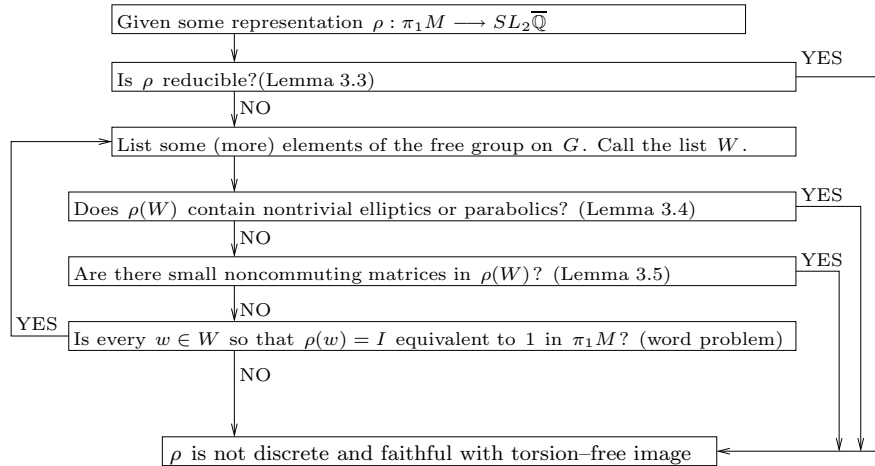 Given some representation ρ : π₁M ⟶ SL₂ℚ̅
YES
Is ρ reducible?(Lemma 3.3)
NO
List some (more) elements of the free group on G. Call the list W.
YES
Does ρ(W) contain nontrivial elliptics or parabolics? (Lemma 3.4)
NO
YES
Are there small noncommuting matrices in ρ(W)? (Lemma 3.5)
NO
YES
Is every w ∈ W so that ρ(w) = I equivalent to 1 in π₁M? (word problem)
NO
ρ is not discrete and faithful with torsion–free image